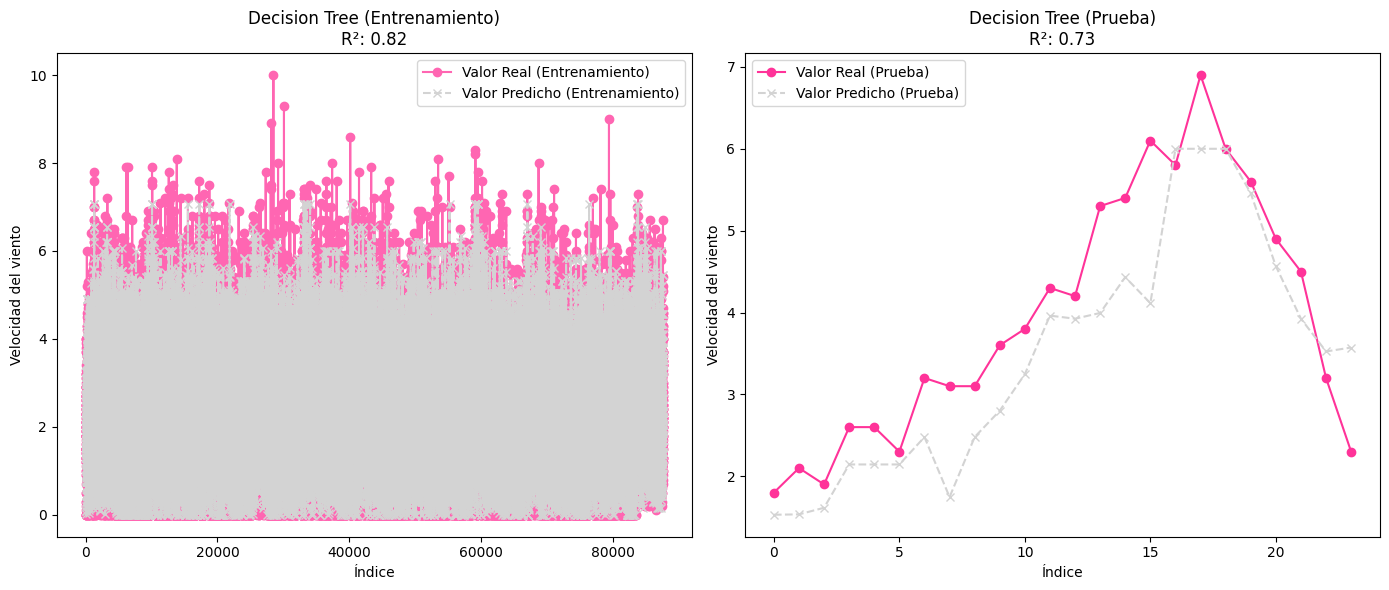 Decision Tree (Entrenamiento)
R²: 0.82
Valor Real (Entrenamiento)
Valor Predicho (Entrenamiento)
Velocidad del viento
10
8
6
4
2
0
0
20000
40000
60000
80000
Índice
Decision Tree (Prueba)
R²: 0.73
Valor Real (Prueba)
Valor Predicho (Prueba)
Velocidad del viento
7
6
5
4
3
2
0
5
10
15
20
Índice